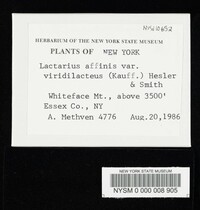 HERBARIUM OF THE NEW YORK STATE MUSEUM
PLANTS OF NEW YORK
Lactarius affinis var.
viridilacteus (Kauff.) Hesler
& Smith
Whiteface Mt., above 3500'
Essex Co., NY
A. Methven 4776 Aug.20,1986
NEW YORK STATE MUSEUM
NYSM 0 000 008 905